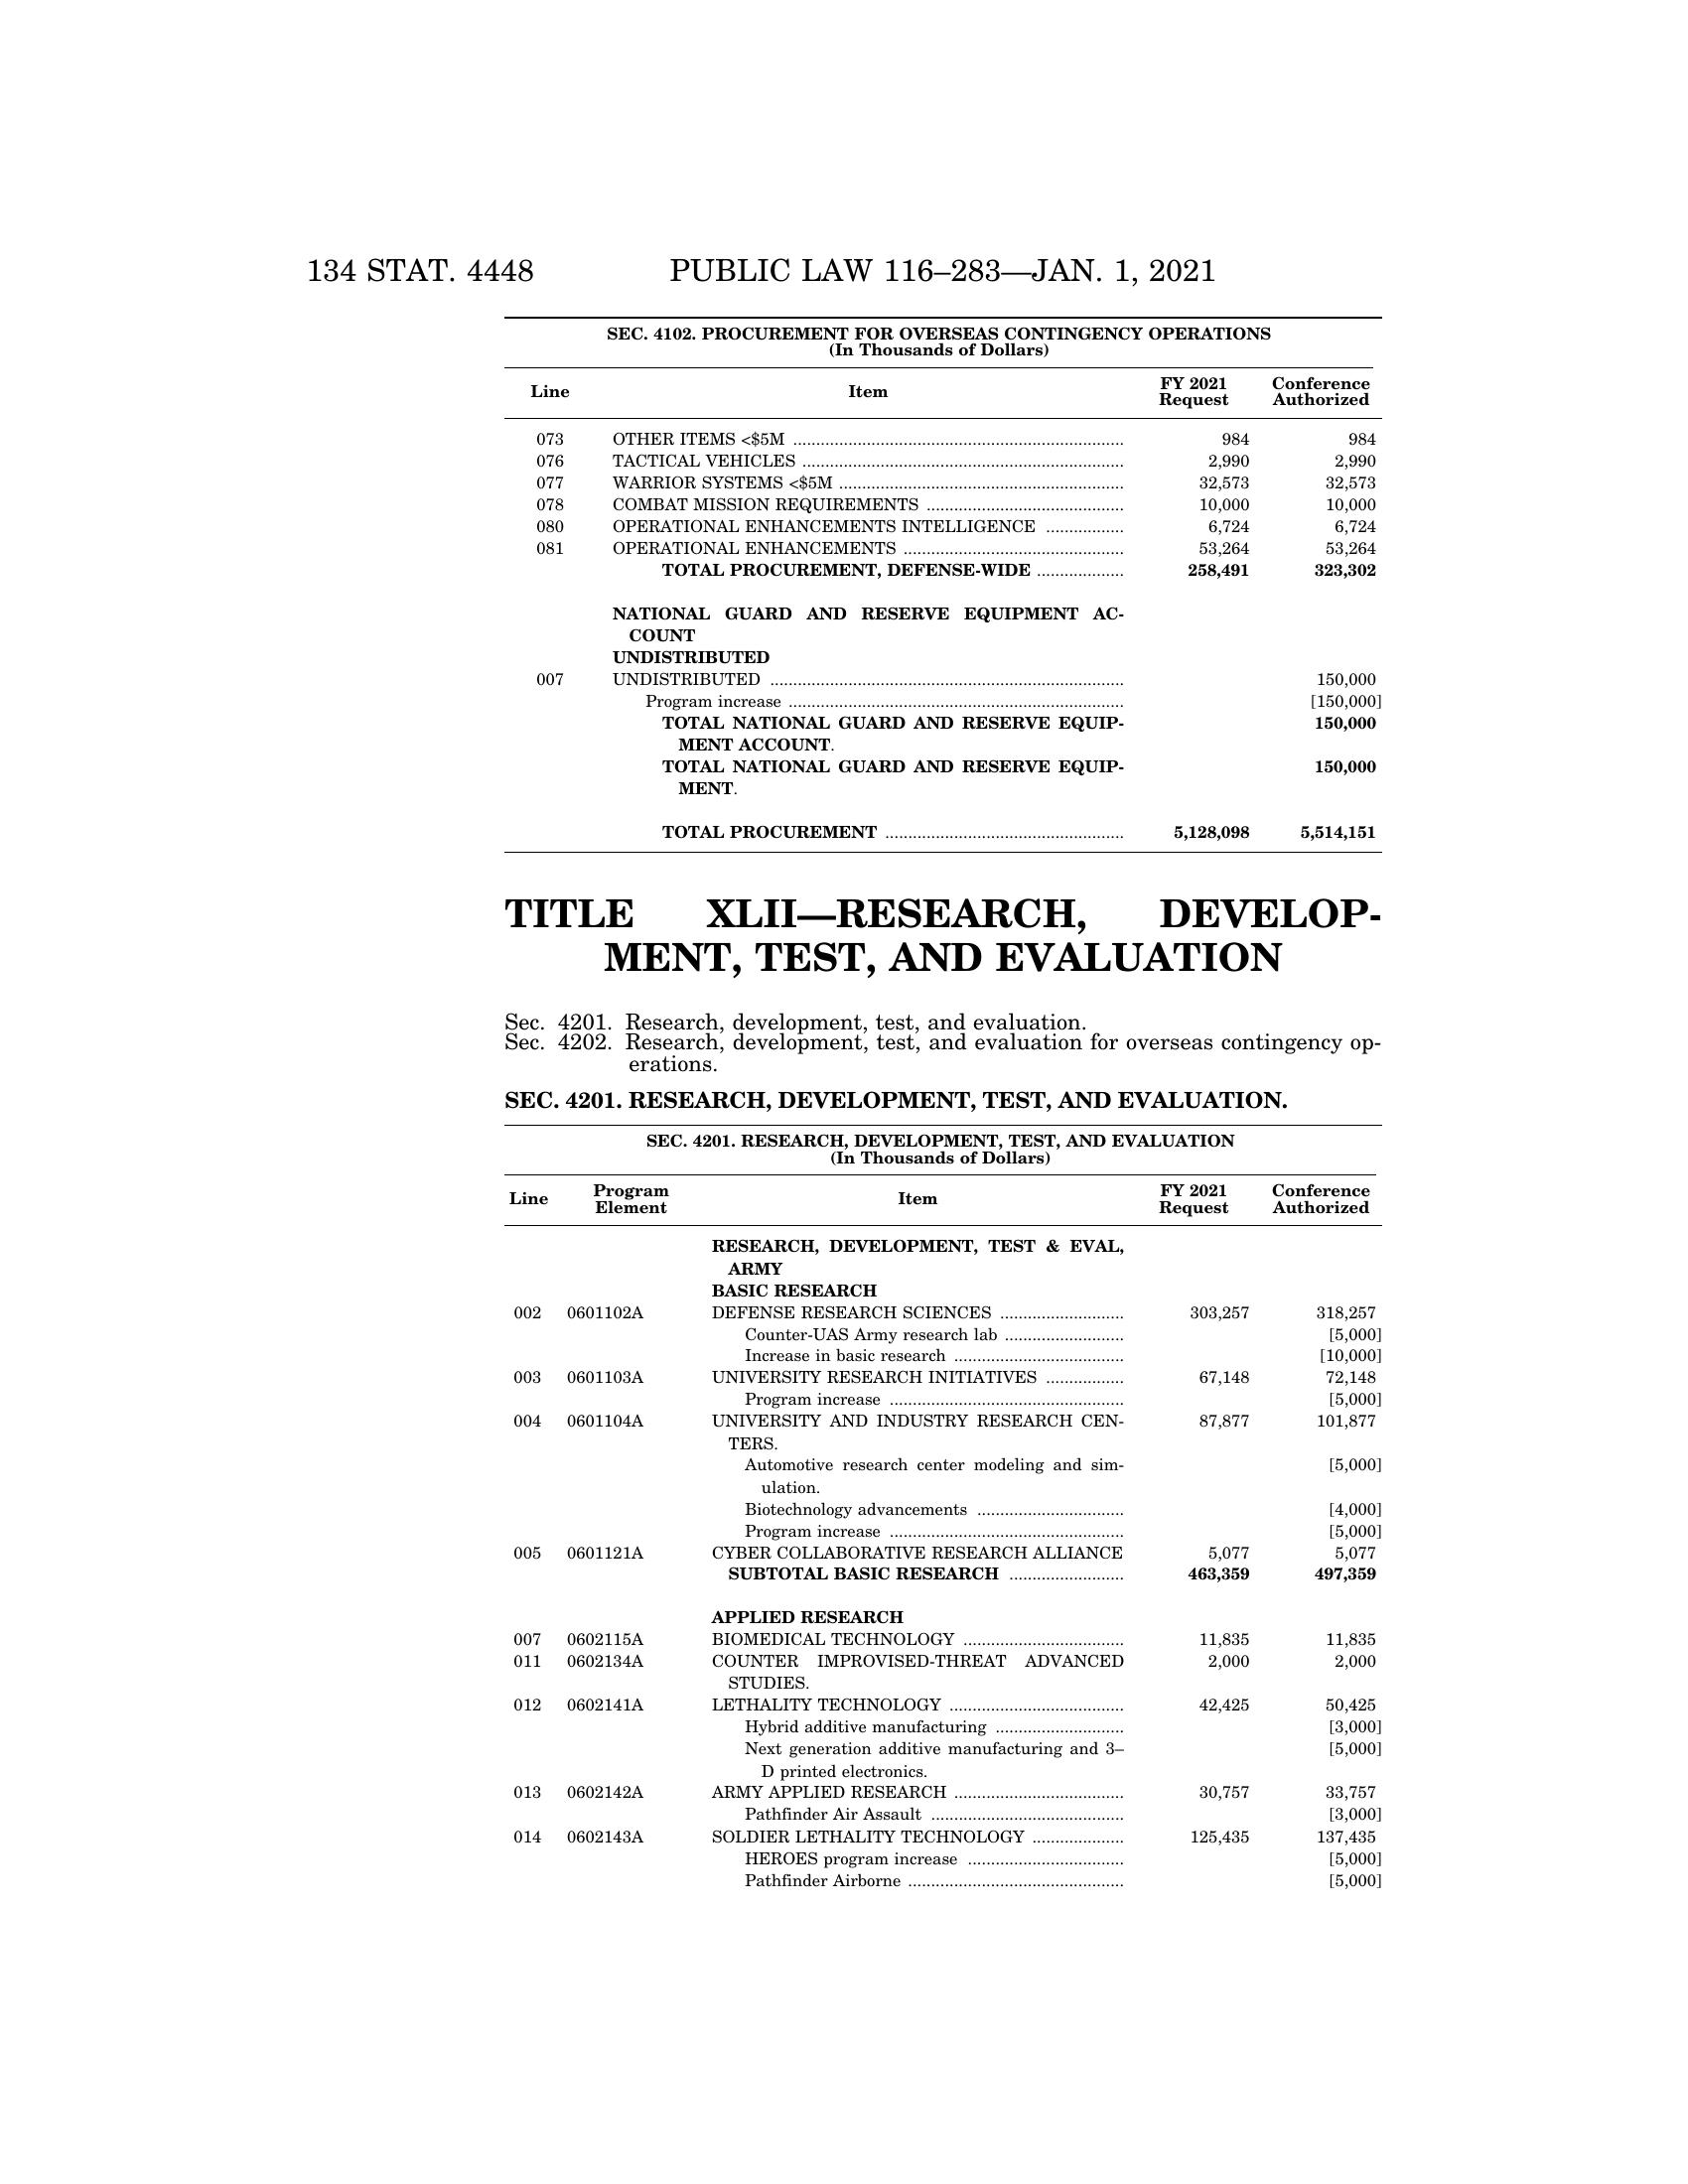 134 STAT. 4448 PUBLIC LAW 116–283—JAN. 1, 2021
SEC. 4102. PROCUREMENT FOR OVERSEAS CONTINGENCY OPERATIONS
(In Thousands of Dollars)
Line Item FY 2021 Request Conference Authorized
073 OTHER ITEMS <$5M 984 984
076 TACTICAL VEHICLES 2,990 2,990
077 WARRIOR SYSTEMS <$5M 32,573 32,573
078 COMBAT MISSION REQUIREMENTS 10,000 10,000
080 OPERATIONAL ENHANCEMENTS INTELLIGENCE 6,724 6,724
081 OPERATIONAL ENHANCEMENTS 53,264 53,264
TOTAL PROCUREMENT, DEFENSE-WIDE 258,491 323,302
NATIONAL GUARD AND RESERVE EQUIPMENT AC-
COUNT
UNDISTRIBUTED
007 UNDISTRIBUTED 150,000
Program increase [150,000]
TOTAL NATIONAL GUARD AND RESERVE EQUIP- 150,000
MENT ACCOUNT.
TOTAL NATIONAL GUARD AND RESERVE EQUIP- 150,000
MENT.
TOTAL PROCUREMENT 5,128,098 5,514,151
TITLE XLII—RESEARCH, DEVELOP-
MENT, TEST, AND EVALUATION
Sec. 4201. Research, development, test, and evaluation.
Sec. 4202. Research, development, test, and evaluation for overseas contingency op-
erations.
SEC. 4201. RESEARCH, DEVELOPMENT, TEST, AND EVALUATION.
SEC. 4201. RESEARCH, DEVELOPMENT, TEST, AND EVALUATION
(In Thousands of Dollars)
Line Program Element Item FY 2021 Request Conference Authorized
RESEARCH, DEVELOPMENT, TEST & EVAL,
ARMY
BASIC RESEARCH
002 0601102A DEFENSE RESEARCH SCIENCES 303,257 318,257
Counter-UAS Army research lab [5,000]
Increase in basic research [10,000]
003 0601103A UNIVERSITY RESEARCH INITIATIVES 67,148 72,148
Program increase [5,000]
004 0601104A UNIVERSITY AND INDUSTRY RESEARCH CEN- 87,877 101,877
TERS.
Automotive research center modeling and sim- [5,000]
ulation.
Biotechnology advancements [4,000]
Program increase [5,000]
005 0601121A CYBER COLLABORATIVE RESEARCH ALLIANCE 5,077 5,077
SUBTOTAL BASIC RESEARCH 463,359 497,359
APPLIED RESEARCH
007 0602115A BIOMEDICAL TECHNOLOGY 11,835 11,835
011 0602134A COUNTER IMPROVISED-THREAT ADVANCED 2,000 2,000
STUDIES.
012 0602141A LETHALITY TECHNOLOGY 42,425 50,425
Hybrid additive manufacturing [3,000]
Next generation additive manufacturing and 3– [5,000]
D printed electronics.
013 0602142A ARMY APPLIED RESEARCH 30,757 33,757
Pathfinder Air Assault [3,000]
014 0602143A SOLDIER LETHALITY TECHNOLOGY 125,435 137,435
HEROES program increase [5,000]
Pathfinder Airborne [5,000]